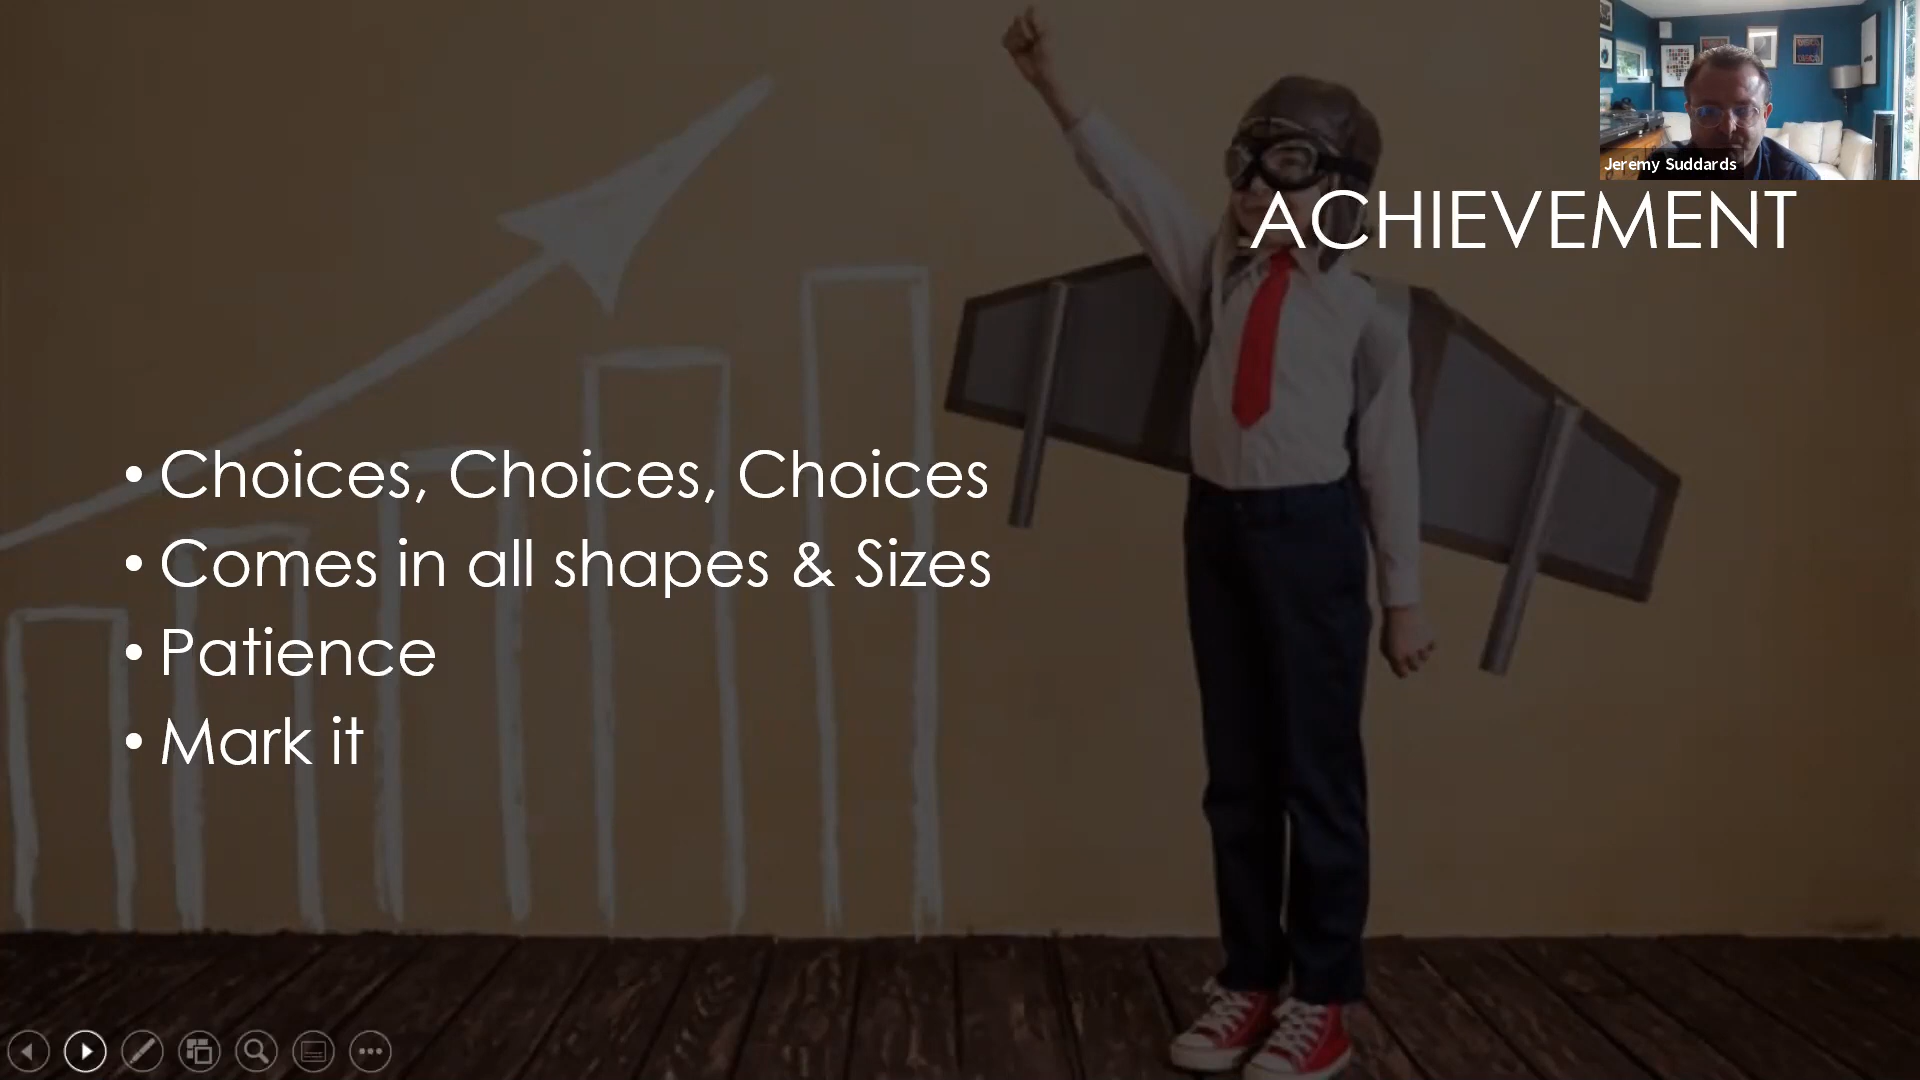 Jeremy Suddards
ACHIEVEMENT
• Choices, Choices, Choices
• Comes in all shapes & Sizes
• Patience
• Mark it